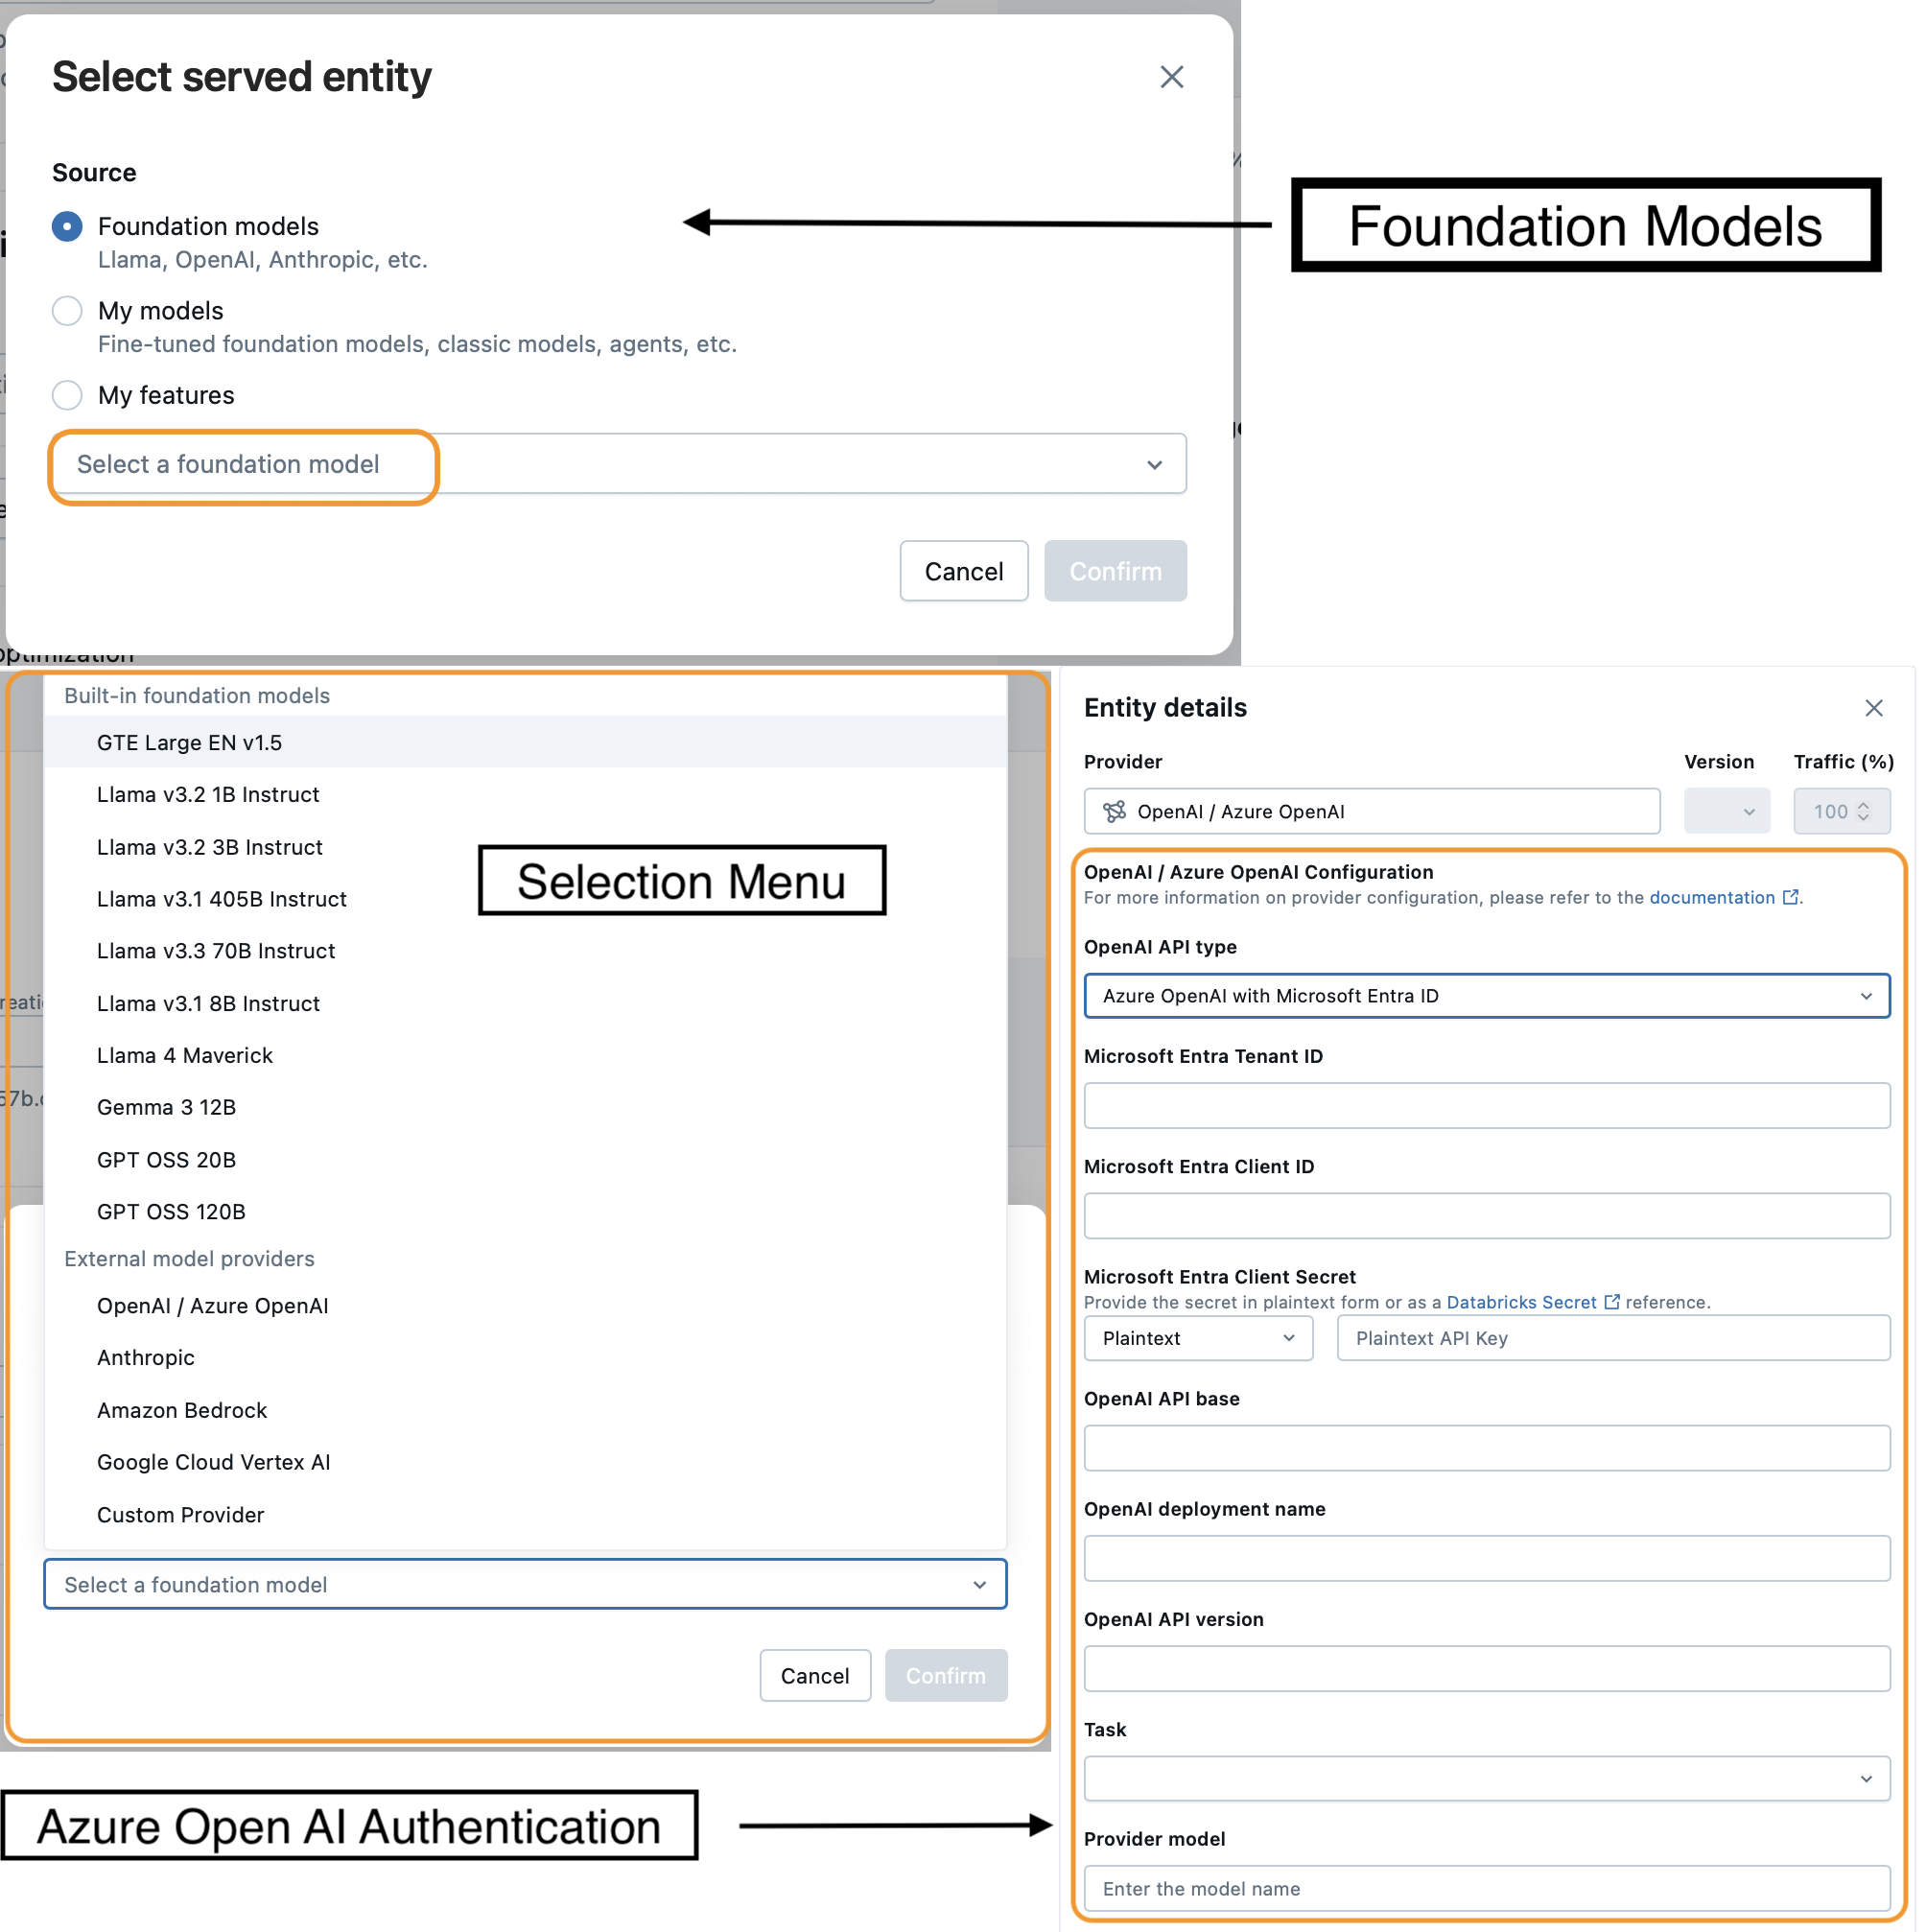 Select served entity
Source
Foundation models
Llama, OpenAI, Anthropic, etc.
My models
Fine-tuned foundation models, classic models, agents, etc.
My features
Select a foundation model
Cancel
Confirm
Foundation Models
optimization
Built-in foundation models
GTE Large EN v1.5
Llama v3.2 1B Instruct
Llama v3.2 3B Instruct
Llama v3.1 405B Instruct
Llama v3.3 70B Instruct
Llama v3.1 8B Instruct
Llama 4 Maverick
Gemma 3 12B
GPT OSS 20B
GPT OSS 120B
External model providers
OpenAI / Azure OpenAI
Anthropic
Amazon Bedrock
Google Cloud Vertex AI
Custom Provider
Select a foundation model
Cancel
Confirm
Selection Menu
Azure Open AI Authentication
Entity details
Provider
Version
Traffic (%)
OpenAI / Azure OpenAI
100
OpenAI / Azure OpenAI Configuration
For more information on provider configuration, please refer to the documentation.
OpenAI API type
Azure OpenAI with Microsoft Entra ID
Microsoft Entra Tenant ID
Microsoft Entra Client ID
Microsoft Entra Client Secret
Provide the secret in plaintext form or as a Databricks Secret reference.
Plaintext
Plaintext API Key
OpenAI API base
OpenAI deployment name
OpenAI API version
Task
Provider model
Enter the model name